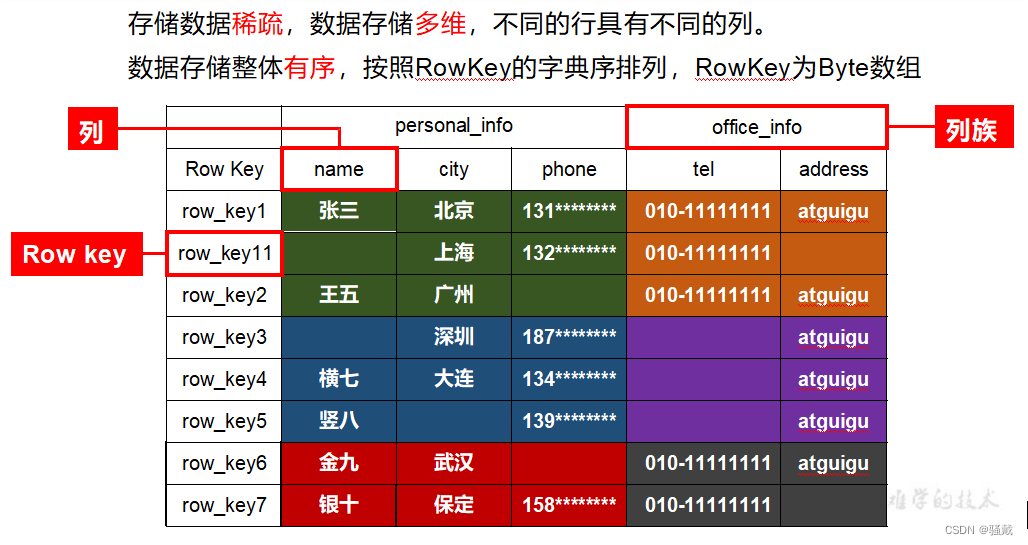 存储数据稀疏，数据存储多维，不同的行具有不同的列。
数据存储整体有序，按照RowKey的字典序排列，RowKey为Byte数组
列 personal_info office_info 列族
Row Key name city phone tel address
row_key1 张三 北京 131******** 010-11111111 atguigu
Row key row_key11 上海 132******** 010-11111111
row_key2 王五 广州 010-11111111 atguigu
row_key3 深圳 187******** atguigu
row_key4 横七 大连 134******** atguigu
row_key5 竖八 139******** atguigu
row_key6 金九 武汉 010-11111111 atguigu
row_key7 银十 保定 158******** 010-11111111
学的技术
CSDN @骚戴